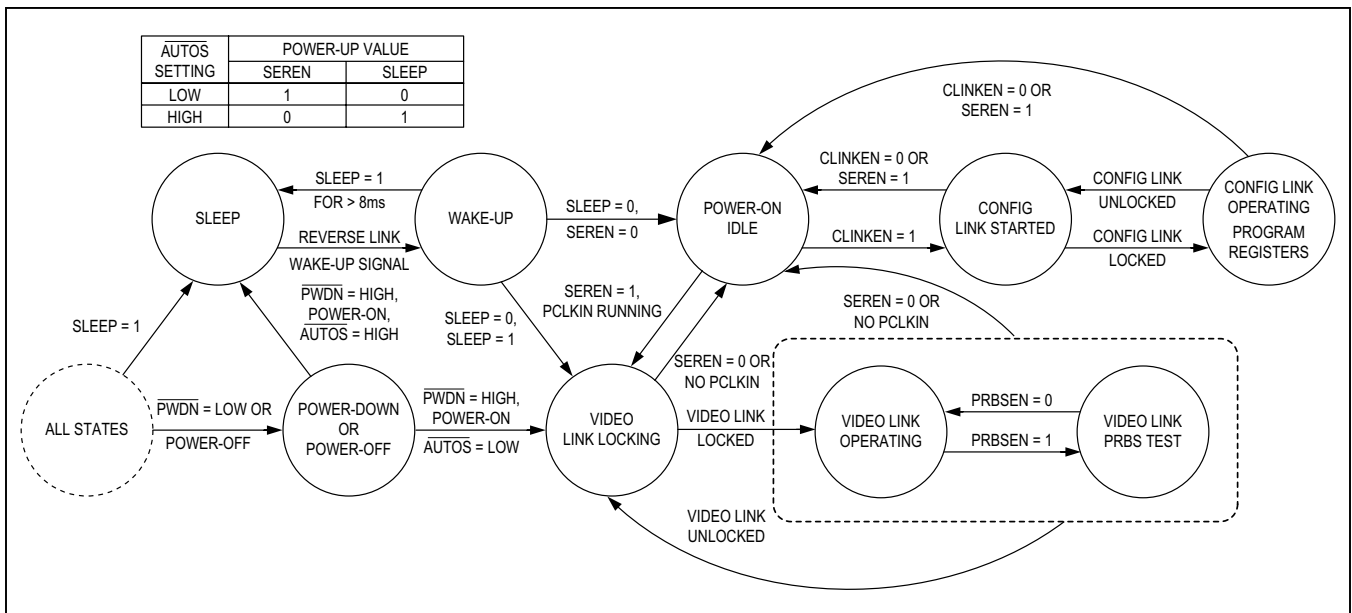 AUTOS
SETTING
POWER-UP VALUE
SEREN
SLEEP
LOW
1
0
HIGH
0
1
CLINKEN = 0 OR
SEREN = 1
SLEEP
SLEEP = 1
FOR > 8ms
REVERSE LINK
WAKE-UP SIGNAL
WAKE-UP
SLEEP = 0,
SEREN = 0
POWER-ON
IDLE
CLINKEN = 0 OR
SEREN = 1
CLINKEN = 1
CONFIG
LINK STARTED
CONFIG LINK
UNLOCKED
CONFIG LINK
LOCKED
CONFIG LINK
OPERATING
PROGRAM
REGISTERS
SLEEP = 1
PWDN = HIGH,
POWER-ON,
AUTOS = HIGH
SLEEP = 0,
SLEEP = 1
SEREN = 1,
PCLKIN RUNNING
SEREN = 0 OR
NO PCLKIN
SEREN = 0 OR
NO PCLKIN
ALL STATES
PWDN = LOW OR
POWER-OFF
POWER-DOWN
OR
POWER-OFF
PWDN = HIGH,
POWER-ON
AUTOS = LOW
VIDEO
LINK LOCKING
VIDEO LINK
LOCKED
VIDEO LINK
OPERATING
PRBSEN = 0
PRBSEN = 1
VIDEO LINK
PRBS TEST
VIDEO LINK
UNLOCKED